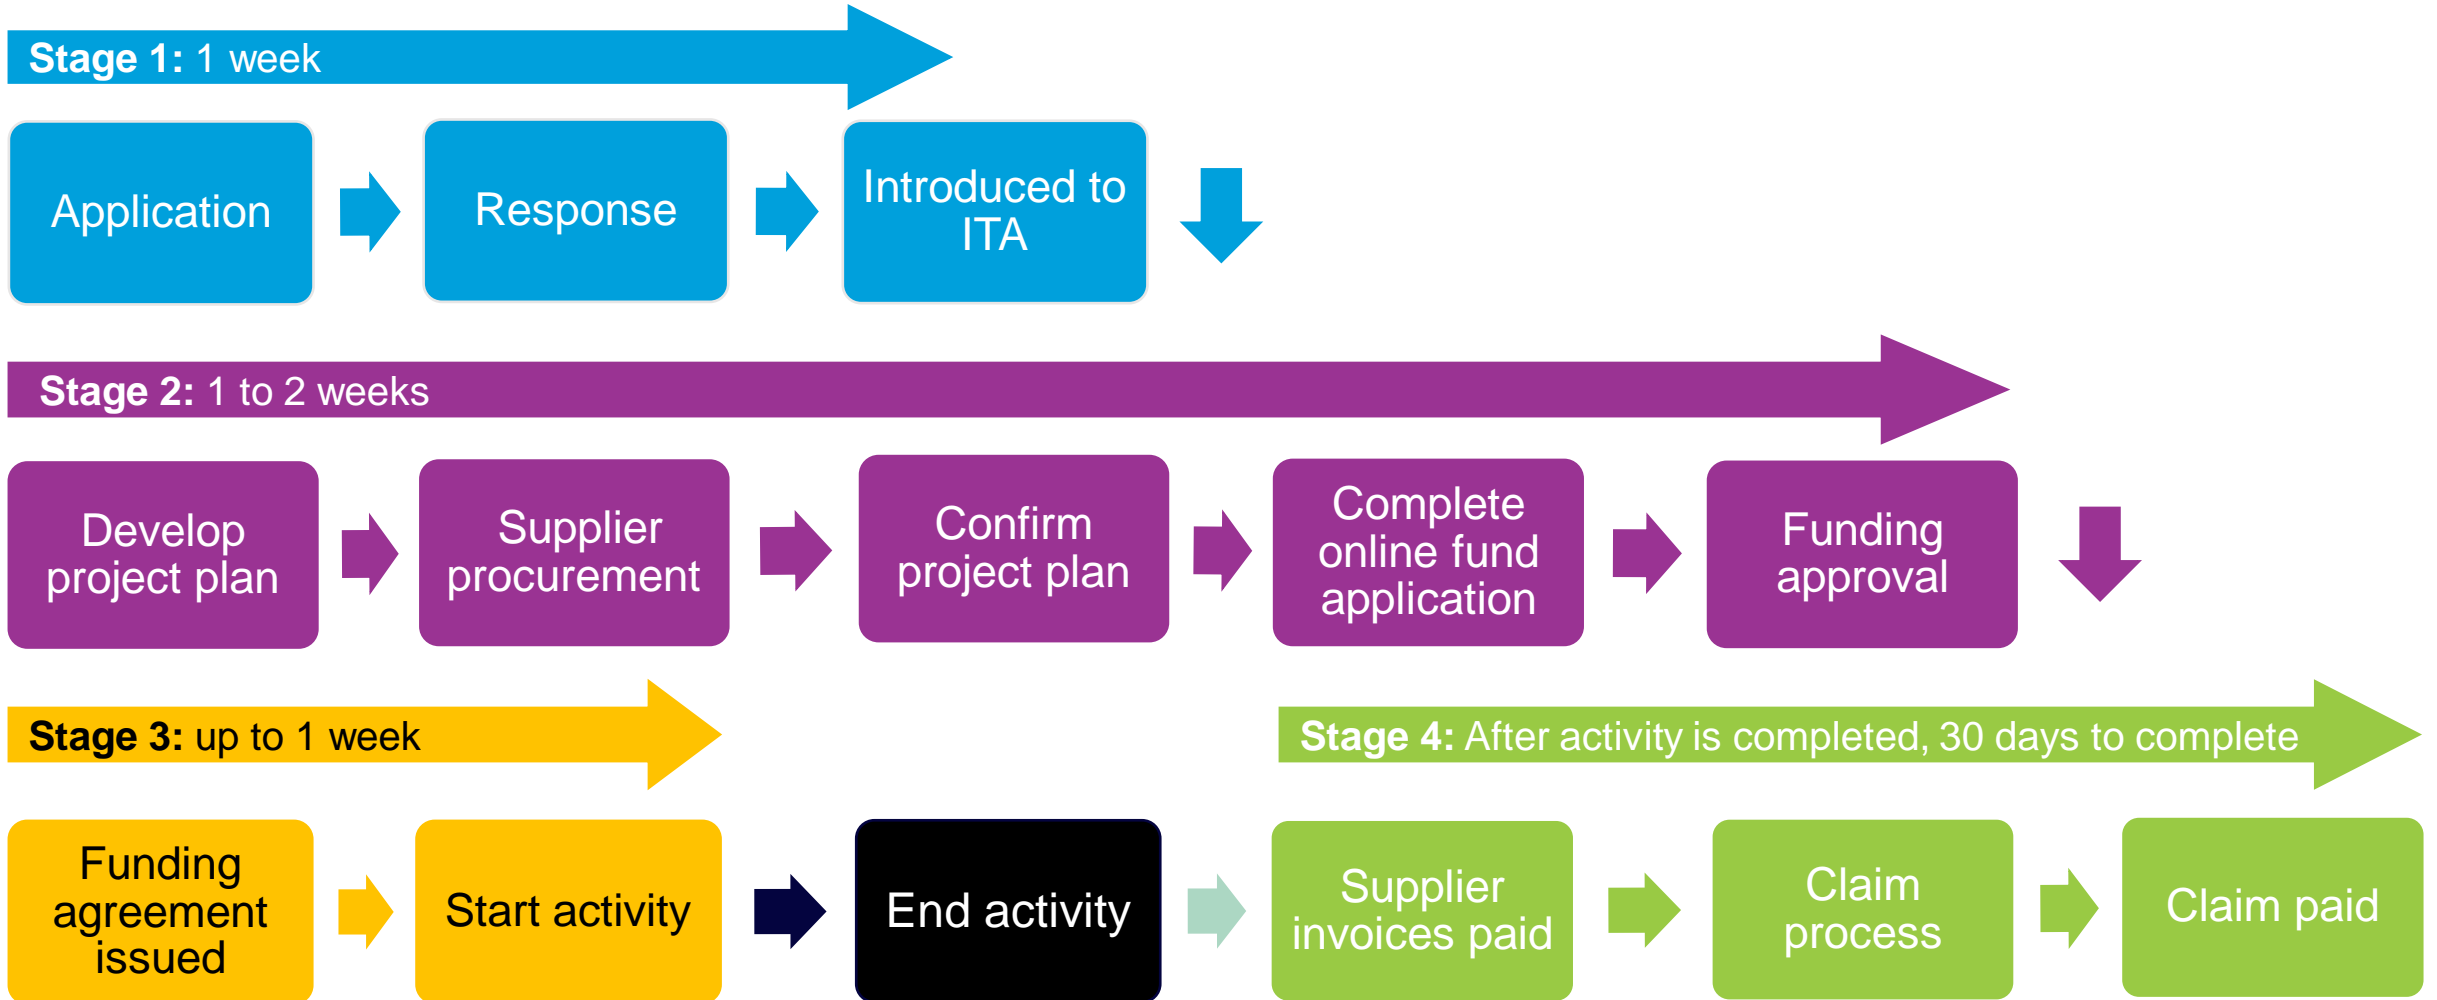 Stage 1: 1 week
Application
Response
Introduced to
ITA
Stage 2: 1 to 2 weeks
Develop
project plan
Supplier
procurement
Confirm
project plan
Complete
online fund
application
Funding
approval
Stage 3: up to 1 week
Stage 4: After activity is completed, 30 days to complete
Funding
agreement
issued
Start activity
End activity
Supplier
invoices paid
Claim
process
Claim paid